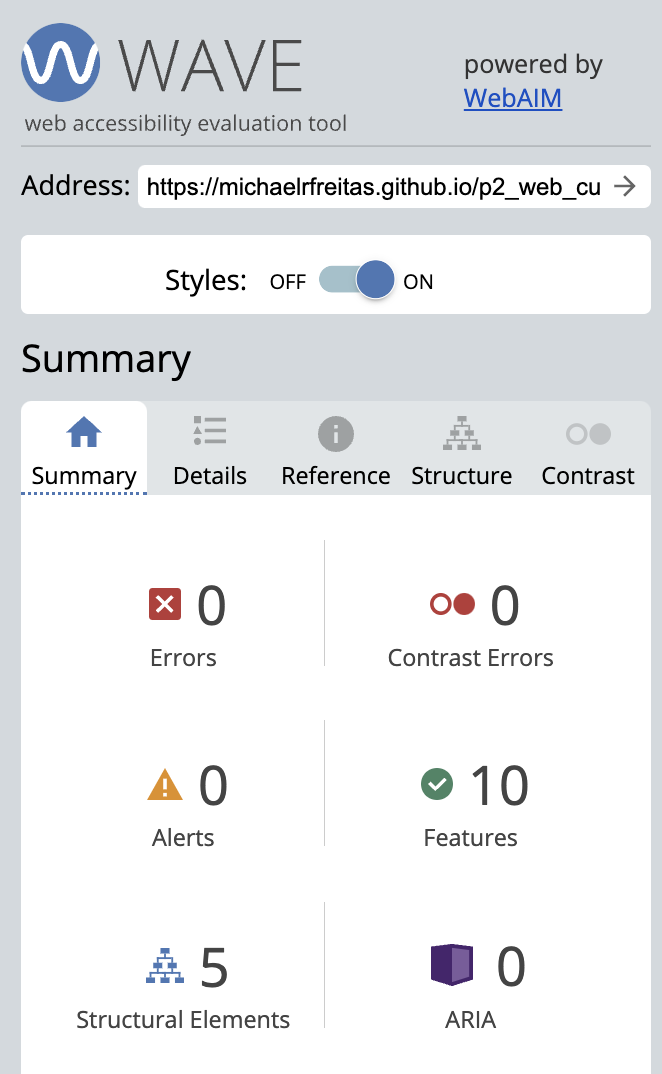 WAVE
powered by
WebAIM
web accessibility evaluation tool
Address: https://michaelrfreitas.github.io/p2_web_cu
Styles: OFF ON
Summary
Summary Details Reference Structure Contrast
0 0
Errors Contrast Errors
0 10
Alerts Features
5 0
Structural Elements ARIA